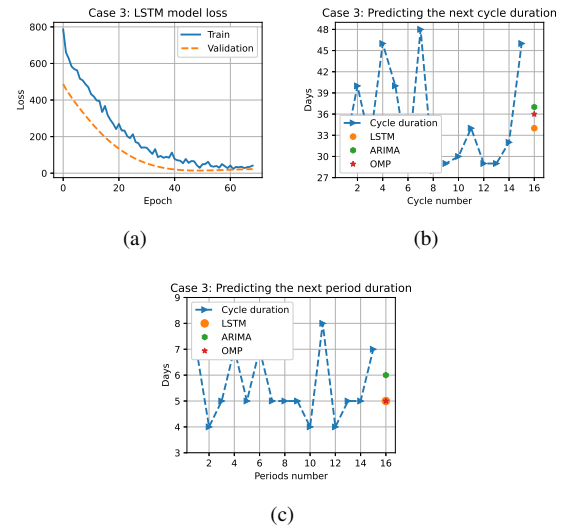 Case 3: LSTM model loss
800
600
400
200
0
Loss
0 20 40 60
Epoch
Train
Validation
(a)
Case 3: Predicting the next cycle duration
48
45
42
39
36
33
30
27
Days
Cycle duration
LSTM
ARIMA
OMP
2 4 6 8 10 12 14 16
Cycle number
(b)
Case 3: Predicting the next period duration
9
8
7
6
5
4
3
Days
Cycle duration
LSTM
ARIMA
OMP
2 4 6 8 10 12 14 16
Periods number
(c)